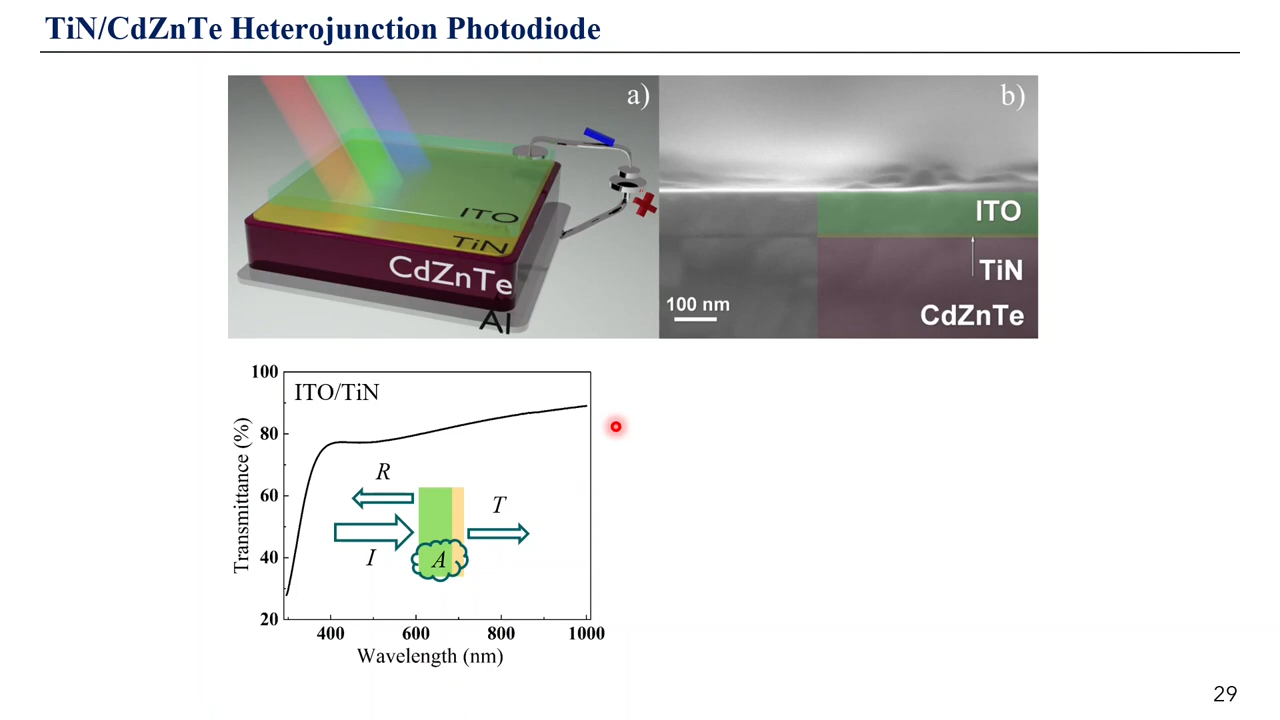 TiN/CdZnTe Heterojunction Photodiode
a)
ITO
TiN
CdZnTe
Al
b)
ITO
TiN
CdZnTe
100 nm
ITO/TiN
Transmittance (%)
100
80
60
40
20
R
T
I
A
400 600 800 1000
Wavelength (nm)
29